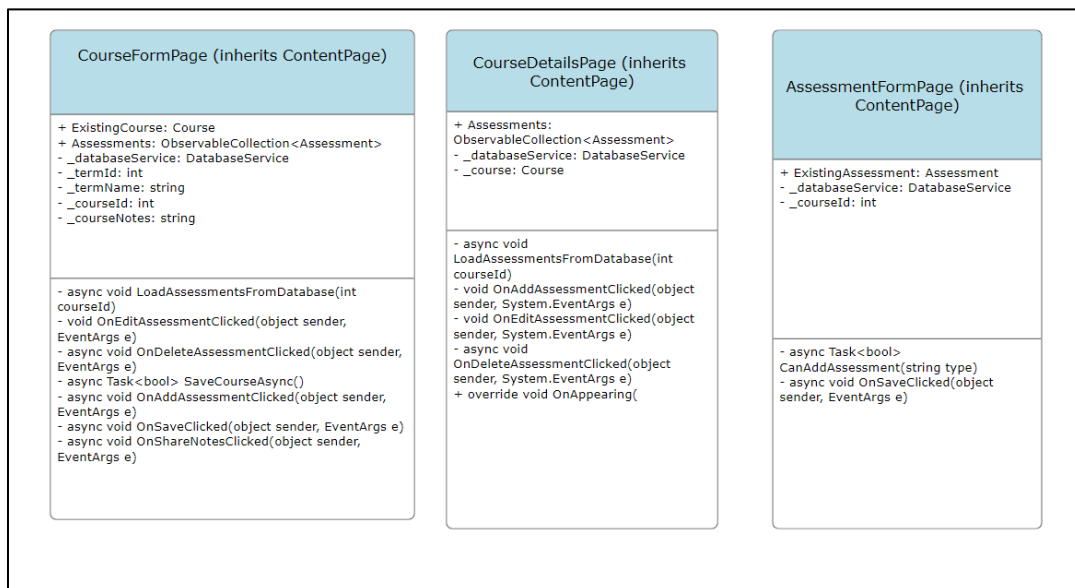 CourseFormPage (inherits ContentPage)
+ ExistingCourse: Course
+ Assessments: ObservableCollection<Assessment>
- _databaseService: DatabaseService
- _termId: int
- _termName: string
- _courseId: int
- _courseNotes: string
- async void LoadAssessmentsFromDatabase(int
courseId)
- void OnEditAssessmentClicked(object sender,
EventArgs e)
- async void OnDeleteAssessmentClicked(object sender,
EventArgs e)
- async Task<bool> SaveCourseAsync()
- async void OnAddAssessmentClicked(object sender,
EventArgs e)
- async void OnSaveClicked(object sender, EventArgs e)
- async void OnShareNotesClicked(object sender,
EventArgs e)
CourseDetailsPage (inherits
ContentPage)
+ Assessments:
ObservableCollection<Assessment>
- _databaseService: DatabaseService
- _course: Course
- async void
LoadAssessmentsFromDatabase(int
courseId)
- void OnAddAssessmentClicked(object
sender, System.EventArgs e)
- void OnEditAssessmentClicked(object
sender, System.EventArgs e)
- async void
OnDeleteAssessmentClicked(object
sender, System.EventArgs e)
+ override void OnAppearing(
AssessmentFormPage (inherits
ContentPage)
+ ExistingAssessment: Assessment
- _databaseService: DatabaseService
- _courseId: int
- async Task<bool>
CanAddAssessment(string type)
- async void OnSaveClicked(object
sender, EventArgs e)